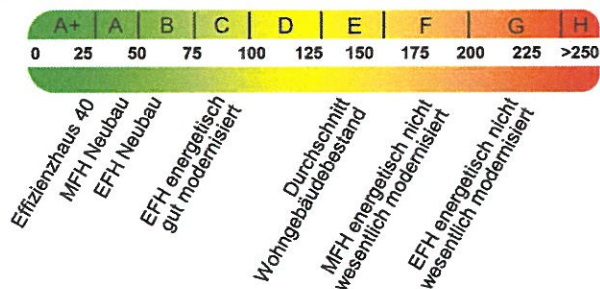 A+ A B C D E F G H
0 25 50 75 100 125 150 175 200 225 >250
Effizienzhaus 40
MFH Neubau
EFH Neubau
EFH energetisch
gut modernisiert
Durchschnitt
Wohngebäudebestand
MFH energetisch nicht
wesentlich modernisiert
EFH energetisch nicht
wesentlich modernisiert